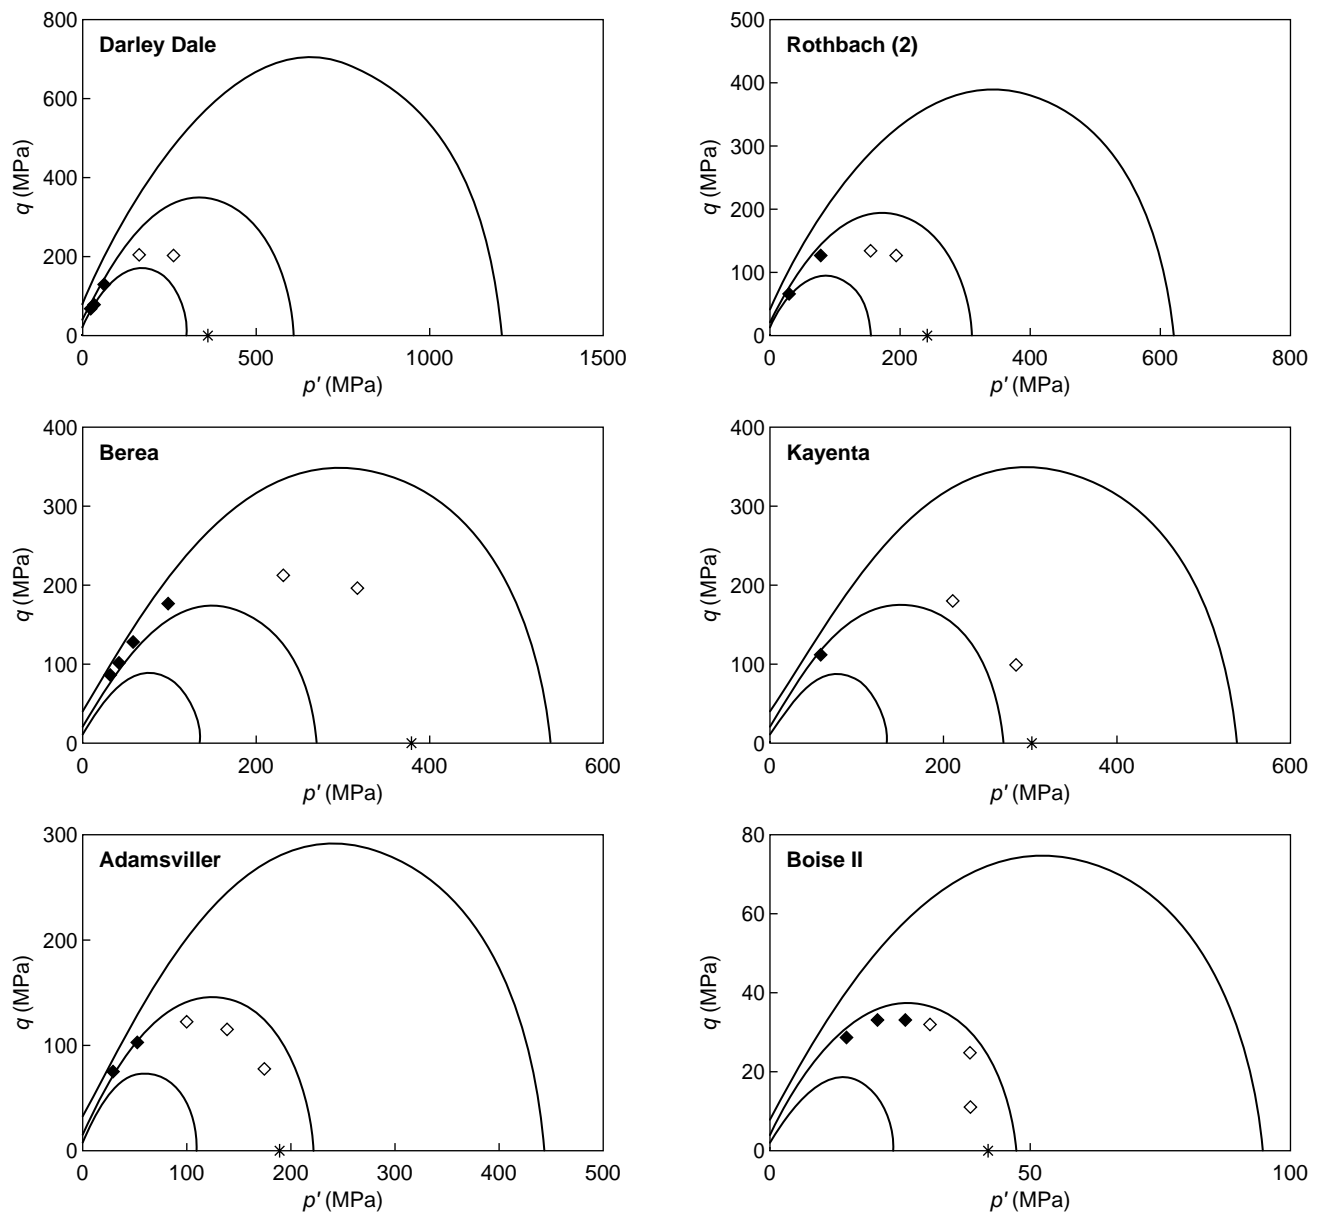 Darley Dale
q (MPa)
800
600
400
200
0
0 500 1000 1500
p' (MPa)
Rothbach (2)
q (MPa)
500
400
300
200
100
0
0 200 400 600 800
p' (MPa)
Berea
q (MPa)
400
300
200
100
0
0 200 400 600
p' (MPa)
Kayenta
q (MPa)
400
300
200
100
0
0 200 400 600
p' (MPa)
Adamsviller
q (MPa)
300
200
100
0
0 100 200 300 400 500
p' (MPa)
Boise II
q (MPa)
80
60
40
20
0
0 50 100
p' (MPa)